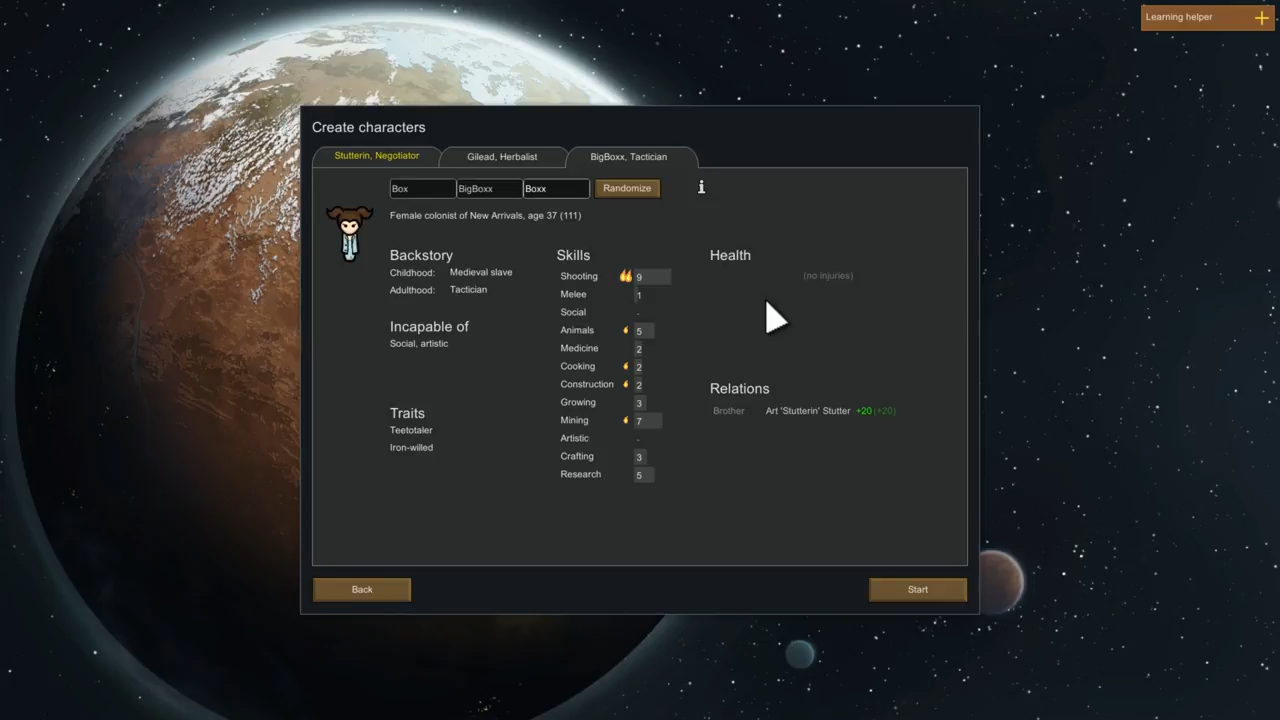 Learning helper
Create characters
Stutterin, Negotiator
Gilead, Herbalist
BigBoxx, Tactician
Box
BigBoxx
Boxx
Randomize
Female colonist of New Arrivals, age 37 (111)
Backstory
Childhood: Medieval slave
Adulthood: Tactician
Incapable of
Social, artistic
Traits
Teetotaler
Iron-willed
Skills
Shooting 9
Melee 1
Social -
Animals 5
Medicine 2
Cooking 2
Construction 2
Growing 3
Mining 7
Artistic -
Crafting 3
Research 5
Health
(no injuries)
Relations
Brother Art 'Stutterin' Stutter +20 (+20)
Back
Start